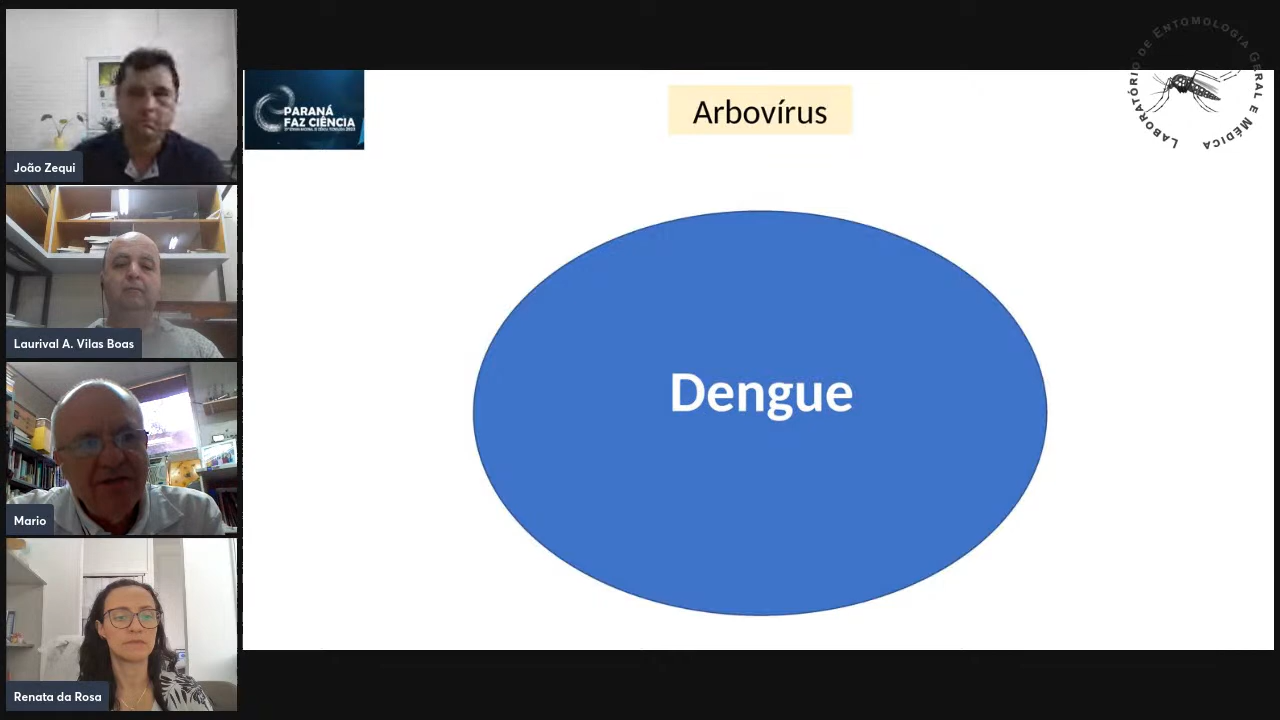 João Zequi
Laurival A. Vilas Boas
Mario
Renata da Rosa
PARANÁ
FAZ CIÊNCIA
Arbovírus
LABORATÓRIO DE ENTOMOLOGIA GERAL E MÉDICA
Dengue